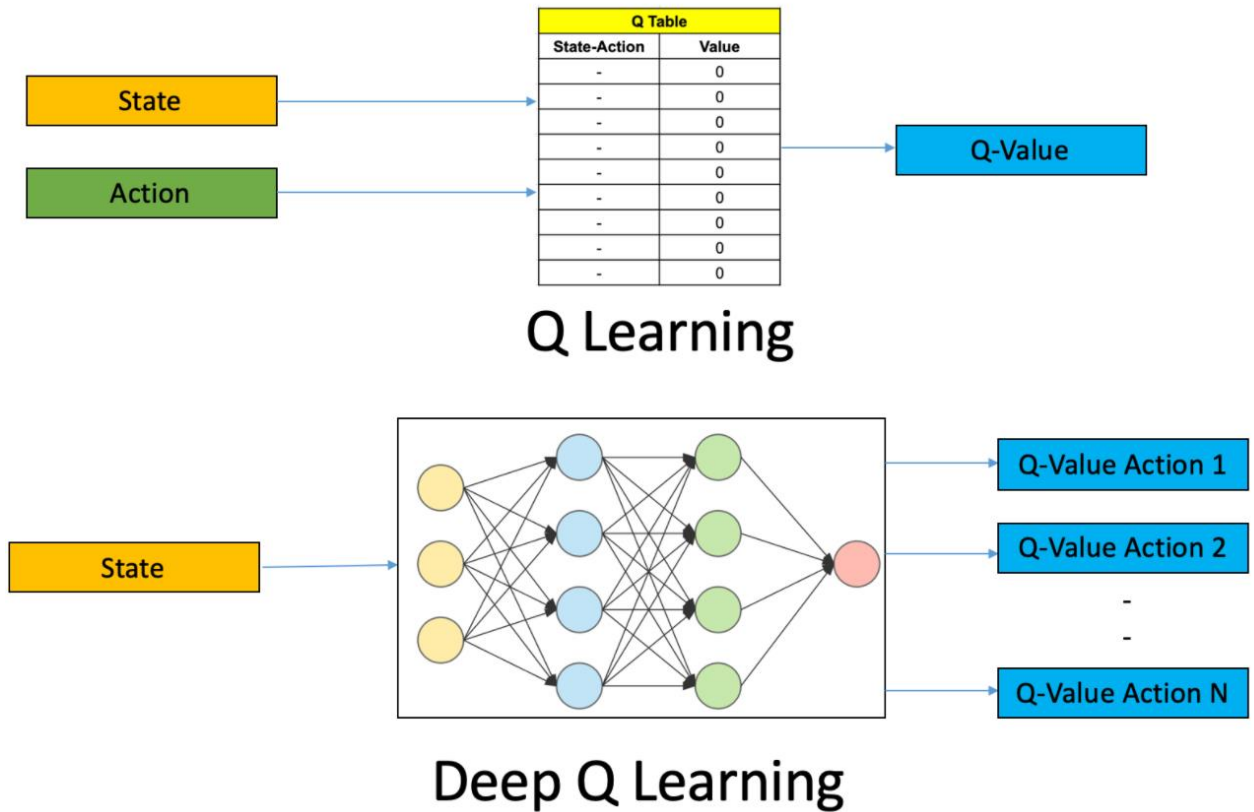 Q Table
State-Action Value
- 0
- 0
- 0
- 0
- 0
- 0
- 0
- 0
- 0
State
Action
Q-Value
Q Learning
State
Q-Value Action 1
Q-Value Action 2
-
-
Q-Value Action N
Deep Q Learning